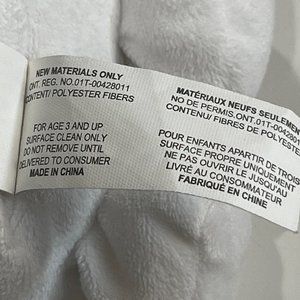 NEW MATERIALS ONLY
ONT. REG. NO.01T-00428011
CONTENT/ POLYESTER FIBERS
FOR AGE 3 AND UP
SURFACE CLEAN ONLY
DO NOT REMOVE UNTIL
DELIVERED TO CONSUMER
MADE IN CHINA
MATÉRIAUX NEUFS SEULEME
NO DE PERMIS.ONT.01T-00428011
CONTENU/ FIBRES DE POLYESTER
POUR ENFANTS APARTIR DE TROIS
SURFACE PROPRE UNIQUEMENT
NE PAS OUVRIR LE JUSQU'AU
LIVRÉ AU CONSOMMATEUR
FABRIQUÉ EN CHINE